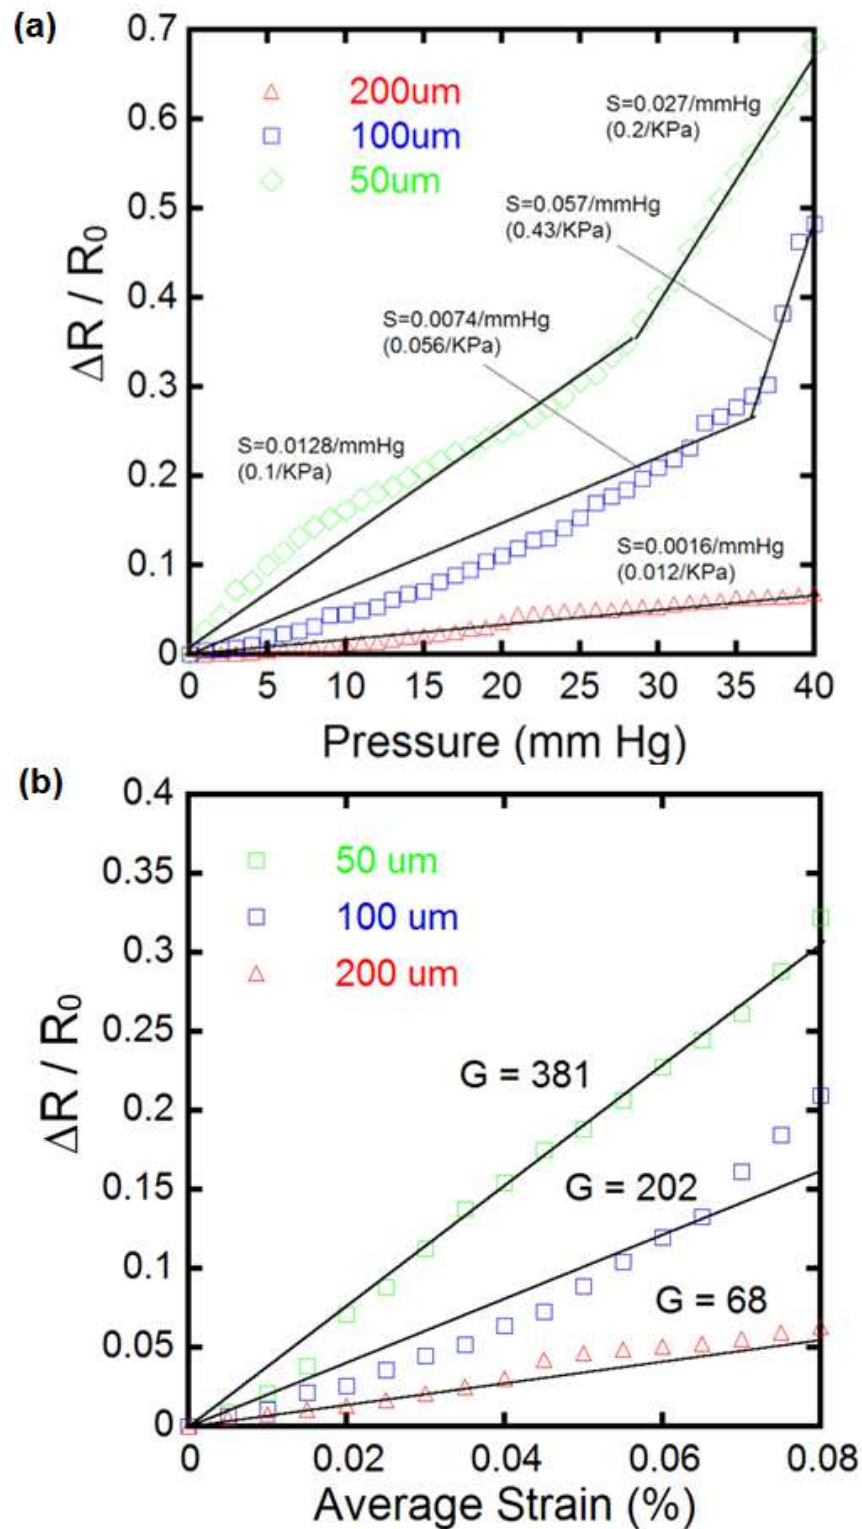 (a)
0.7
0.6
0.5
0.4
0.3
0.2
0.1
0
ΔR / R0
200um
100um
50um
S=0.027/mmHg
(0.2/KPa)
S=0.057/mmHg
(0.43/KPa)
S=0.0074/mmHg
(0.056/KPa)
S=0.0128/mmHg
(0.1/KPa)
S=0.0016/mmHg
(0.012/KPa)
0 5 10 15 20 25 30 35 40
Pressure (mm Hg)
(b)
0.4
0.35
0.3
0.25
0.2
0.15
0.1
0.05
0
ΔR / R0
50 um
100 um
200 um
G = 381
G = 202
G = 68
0 0.02 0.04 0.06 0.08
Average Strain (%)